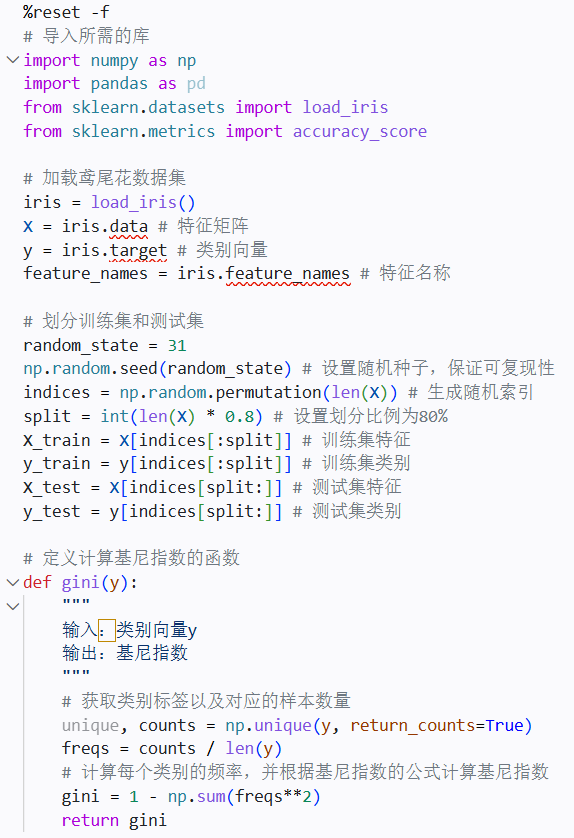 %reset -f
# 导入所需的库
import numpy as np
import pandas as pd
from sklearn.datasets import load_iris
from sklearn.metrics import accuracy_score
# 加载鸢尾花数据集
iris = load_iris()
X = iris.data # 特征矩阵
y = iris.target # 类别向量
feature_names = iris.feature_names # 特征名称
# 划分训练集和测试集
random_state = 31
np.random.seed(random_state) # 设置随机种子，保证可复现性
indices = np.random.permutation(len(X)) # 生成随机索引
split = int(len(X) * 0.8) # 设置划分比例为80%
X_train = X[indices[:split]] # 训练集特征
y_train = y[indices[:split]] # 训练集类别
X_test = X[indices[split:]] # 测试集特征
y_test = y[indices[split:]] # 测试集类别
# 定义计算基尼指数的函数
def gini(y):
    """
    输入：类别向量y
    输出：基尼指数
    """
    # 获取类别标签以及对应的样本数量
    unique, counts = np.unique(y, return_counts=True)
    freqs = counts / len(y)
    # 计算每个类别的频率，并根据基尼指数的公式计算基尼指数
    gini = 1 - np.sum(freqs**2)
    return gini